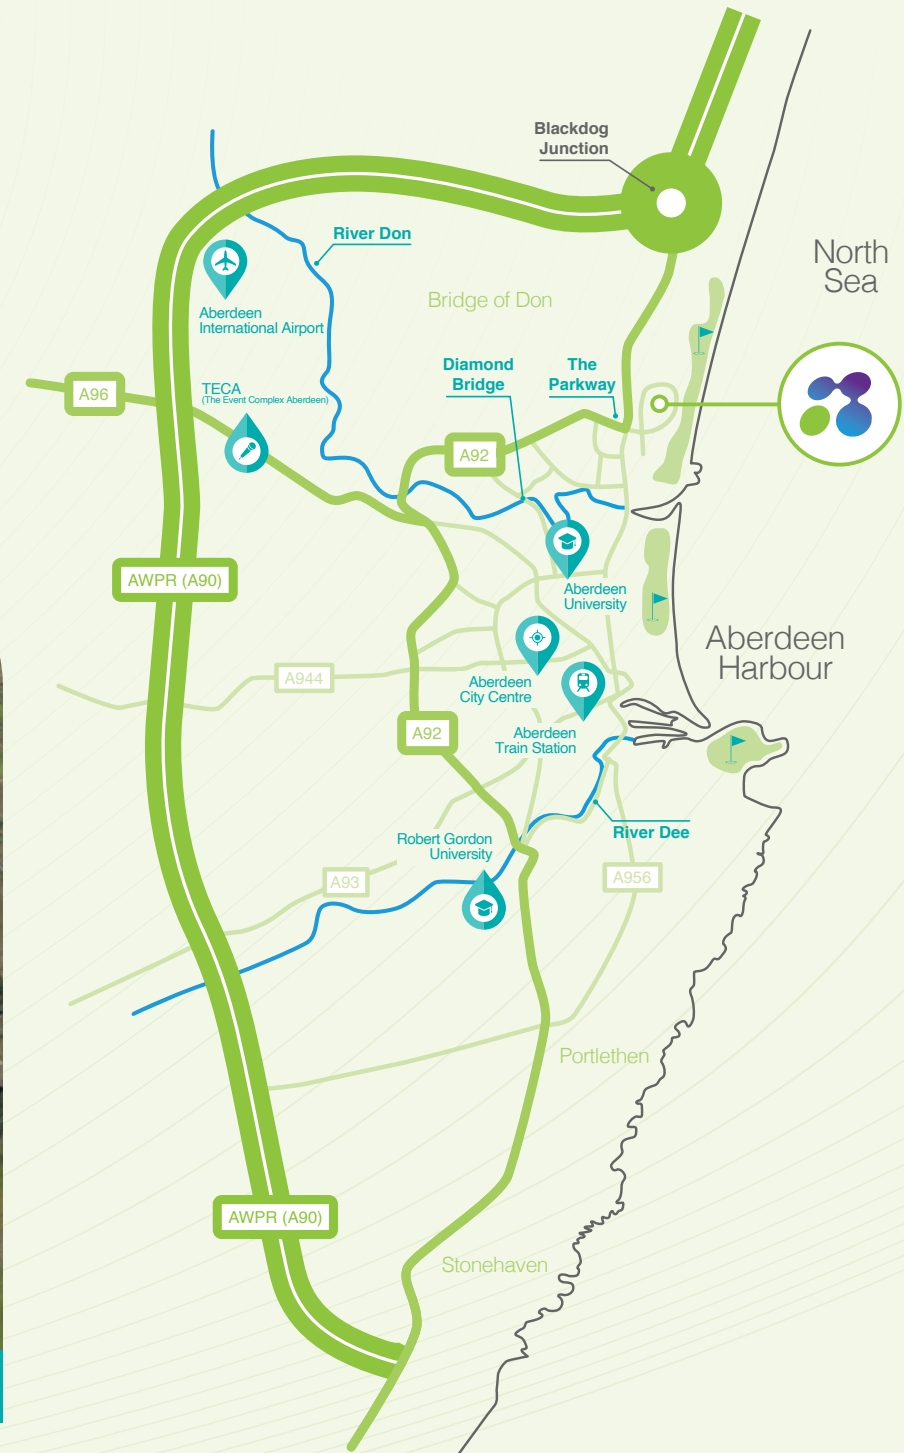 Blackdog
Junction
North
Sea
River Don
Aberdeen
International Airport
Bridge of Don
Diamond
Bridge
The
Parkway
A96
TECA
(The Event Complex Aberdeen)
A92
AWPR (A90)
Aberdeen
University
Aberdeen
Harbour
A944
Aberdeen
City Centre
A92
Aberdeen
Train Station
River Dee
Robert Gordon
University
A93
A956
Portlethen
AWPR (A90)
Stonehaven